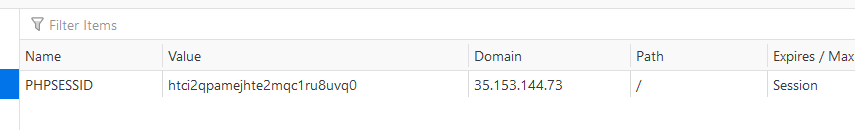 Filter Items
Name Value Domain Path Expires / Max
PHPSESSID htci2qpamejhte2mqc1ru8uvq0 35.153.144.73 / Session